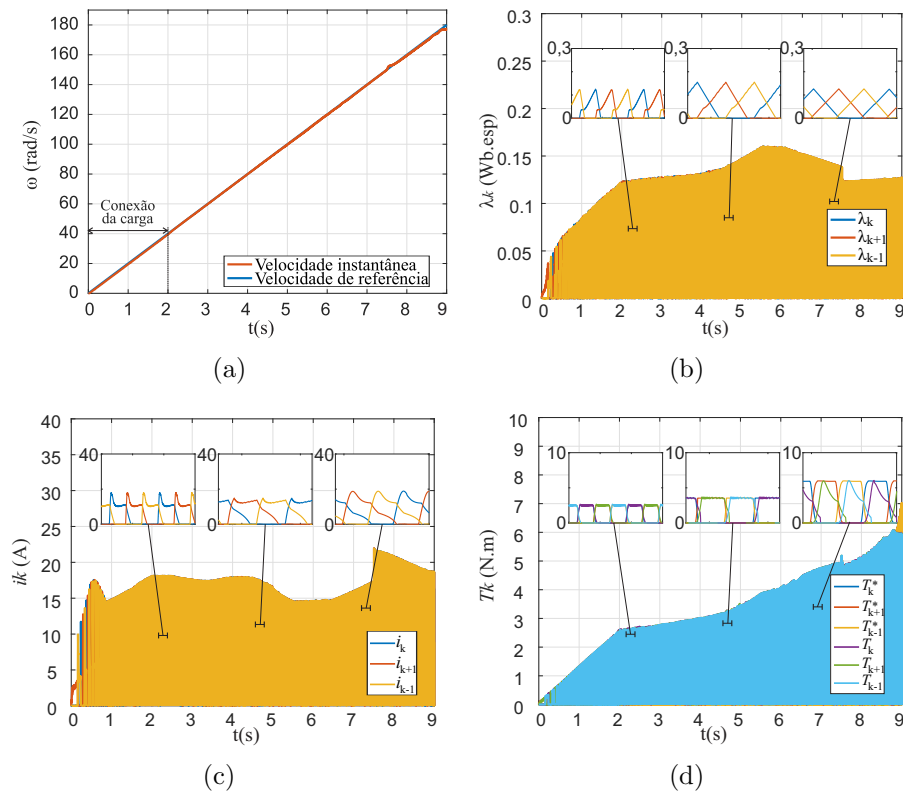 180
160
140
120
100
80
60
40
20
0
ω (rad/s)
Conexão
da carga
Velocidade instantânea
Velocidade de referência
0 1 2 3 4 5 6 7 8 9
t(s)
(a)
0.3
0.25
0.2
0.15
0.1
0.05
0
λk (Wb.esp)
0,3 0,3 0,3
0 0 0
λk
λk+1
λk-1
0 1 2 3 4 5 6 7 8 9
t(s)
(b)
40
35
30
25
20
15
10
5
0
ik (A)
40 40 40
0 0 0
ik
ik+1
ik-1
0 1 2 3 4 5 6 7 8 9
t(s)
(c)
10
9
8
7
6
5
4
3
2
1
0
Tk (N.m)
10 10 10
0 0 0
T*k
T*k+1
T*k-1
Tk
Tk+1
Tk-1
0 1 2 3 4 5 6 7 8 9
t(s)
(d)